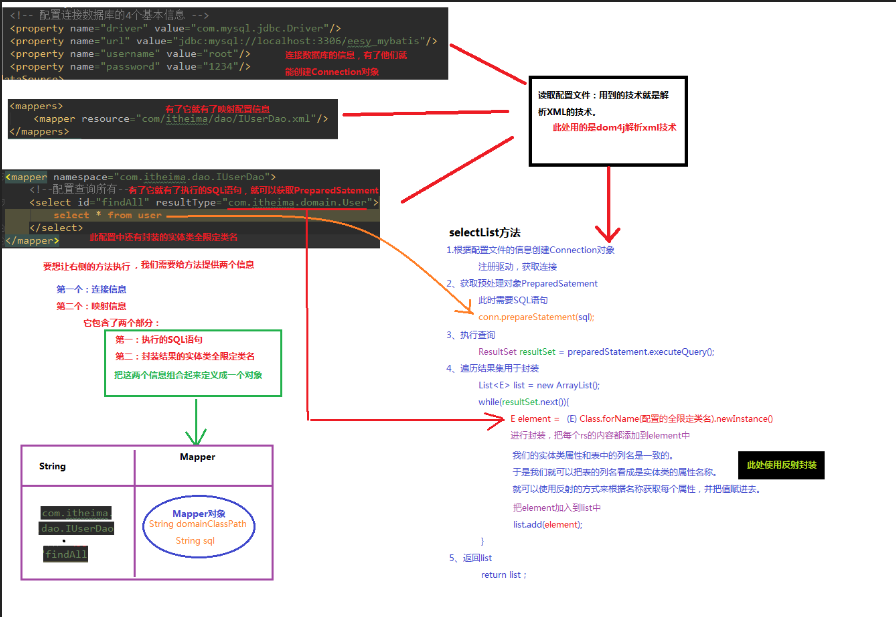 <!-- 配置连接数据库的4个基本信息 -->
<property name="driver" value="com.mysql.jdbc.Driver"/>
<property name="url" value="jdbc:mysql://localhost:3306/eesy_mybatis"/>
<property name="username" value="root"/>
<property name="password" value="1234"/>
ataSource>
连接数据库的信息，有了他们就
能创建Connection对象
<mappers>
有了它就有了映射配置信息
<mapper resource="com/itheima/dao/IUserDao.xml"/>
</mappers>
<mapper namespace="com.itheima.dao.IUserDao">
<!--配置查询所有--
有了它就有了执行的SQL语句，就可以获取PreparedSatement
<select id="findAll" resultType="com.itheima.domain.User">
select * from user
</select>
</mapper>
此配置中还有封装的实体类全限定类名
读取配置文件：用到的技术就是解
析XML的技术。
此处用的是dom4j解析xml技术
要想让右侧的方法执行，我们需要给方法提供两个信息
第一个：连接信息
第二个：映射信息
它包含了两个部分：
第一：执行的SQL语句
第二：封装结果的实体类全限定类名
把这两个信息组合起来定义成一个对象
String
Mapper
com.itheima.
dao.IUserDao
.
findAll
Mapper对象
String domainClassPath
String sql
selectList方法
1.根据配置文件的信息创建Connection对象
注册驱动，获取连接
2、获取预处理对象PreparedSatement
此时需要SQL语句
conn.prepareStatement(sql);
3、执行查询
ResultSet resultSet = preparedStatement.executeQuery();
4、遍历结果集用于封装
List<E> list = new ArrayList();
while(resultSet.next()){
E element = (E) Class.forName(配置的全限定类名).newInstance()
进行封装，把每个rs的内容都添加到element中
我们的实体类属性和表中的列名是一致的。
于是我们就可以把表的列名看成是实体类的属性名称。
就可以使用反射的方式来根据名称获取每个属性，并把值赋进去。
此处使用反射封装
把element加入到list中
list.add(element);
}
5、返回list
return list；